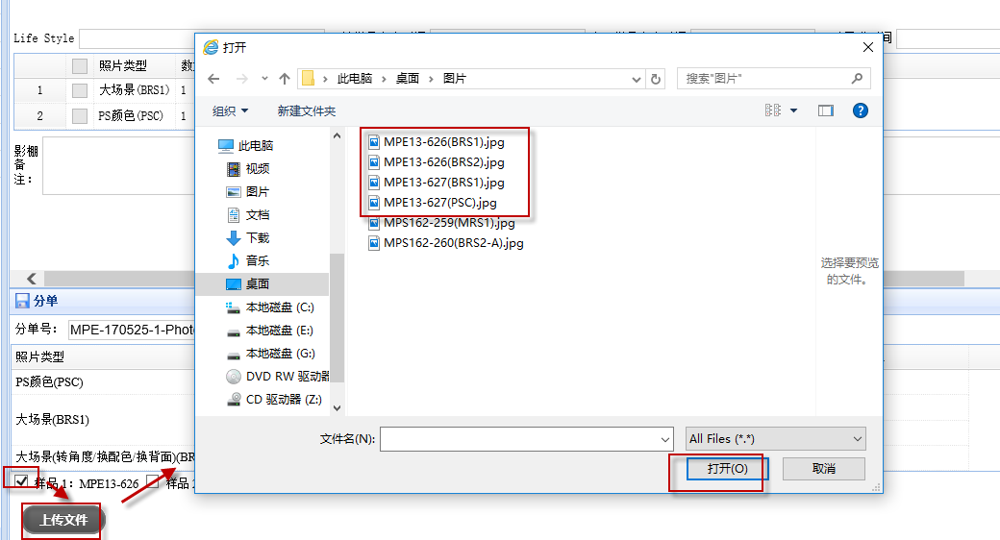 打开
Life Style
间
照片类型 数
1 大场景(BRS1) 1
2 PS颜色(PSC) 1
影棚
备
注:
此电脑 › 桌面 › 图片
搜索"图片"
组织
新建文件夹
此电脑
视频
图片
文档
下载
音乐
桌面
本地磁盘 (C:)
本地磁盘 (E:)
本地磁盘 (G:)
DVD RW 驱动器
CD 驱动器 (Z:)
MPE13-626(BRS1).jpg
MPE13-626(BRS2).jpg
MPE13-627(BRS1).jpg
MPE13-627(PSC).jpg
MPS162-259(MRS1).jpg
MPS162-260(BRS2-A).jpg
选择要预览
的文件。
文件名(N):
All Files (*.*)
打开(O)
取消
分单
分单号: MPE-170525-1-Phot
照片类型
PS颜色(PSC)
大场景(BRS1)
大场景(转角度/换配色/换背面)(BR
样品 1: MPE13-626 样品 2
上传文件